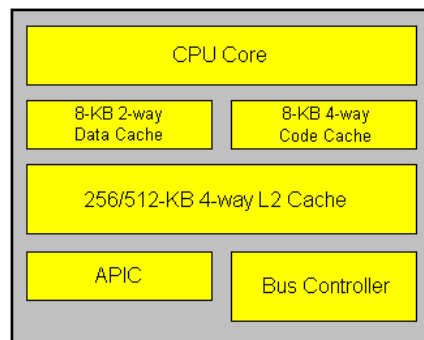 CPU Core
8-KB 2-way
Data Cache
8-KB 4-way
Code Cache
256/512-KB 4-way L2 Cache
APIC
Bus Controller